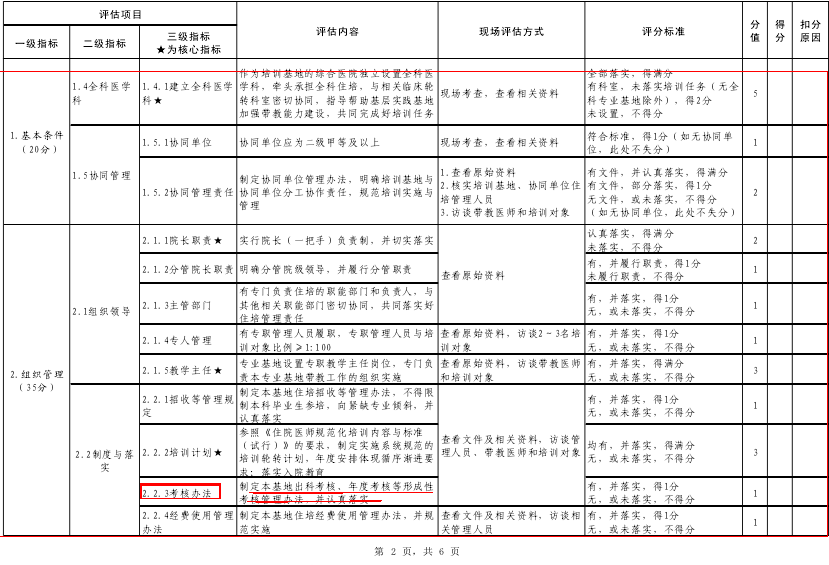 评估项目
评估内容
现场评估方式
评分标准
分
值
得
分
扣分
原因
一级指标
二级指标
三级指标
★为核心指标
1.基本条件
（20分）
1.4全科医学
科
1.4.1建立全科医学
科★
作为培训基地的综合医院独立设置全科医
学科，牵头承担全科住培，与相关临床轮
转科室密切协同，指导帮助基层实践基地
加强带教能力建设，共同完成好培训任务
现场考查，查看相关资料
全部落实，得满分
有科室，未落实培训任务（无全
科专业基地除外），得2分
未设置，不得分
5
1.5协同管理
1.5.1协同单位
协同单位应为二级甲等及以上
现场考查，查看相关资料
符合标准，得1分（如无协同单
位，此处不失分）
1
1.5.2协同管理责任
制定协同单位管理办法，明确培训基地与
协同单位分工协作责任，规范培训实施与
管理
1.查看原始资料
2.核实培训基地、协同单位住
培管理人员
3.访谈带教医师和培训对象
有文件，并认真落实，得满分
有文件，部分落实，得1分
无文件，或未落实，不得分
（如无协同单位，此处不失分）
2
2.组织管理
（35分）
2.1组织领导
2.1.1院长职责★
实行院长（一把手）负责制，并切实落实
查看原始资料
认真落实，得满分
未落实，不得分
2
2.1.2分管院长职责
明确分管院级领导，并履行分管职责
有，并履行职责，得1分
未履行职责，不得分
1
2.1.3主管部门
有专门负责住培的职能部门和负责人，与
其他相关职能部门密切协同，共同落实好
住培管理责任
有，并落实，得1分
无，或未落实，不得分
1
2.1.4专人管理
有专职管理人员履职，专职管理人员与培
训对象比例≥1:100
查看原始资料，访谈2～3名培
训对象
有，并落实，得1分
无，或未落实，不得分
1
2.1.5教学主任★
专业基地设置专职教学主任岗位，专门负
责本专业基地带教工作的组织实施
查看原始资料，访谈带教医师
和培训对象
有，并落实，得满分
无，或未落实，不得分
3
2.2制度与落
实
2.2.1招收等管理规
定
制定本基地住培招收等管理办法，不得限
制本科毕业生参培，向紧缺专业倾斜，并
认真落实
查看文件及相关资料，访谈管
理人员、带教医师和培训对象
有，并落实，得1分
无，或未落实，不得分
1
2.2.2培训计划★
参照《住院医师规范化培训内容与标准
（试行）》的要求，制定实施系统规范的
培训轮转计划，年度安排体现循序渐进要
求；落实入院教育
均有，并落实，得满分
无，或未落实，不得分
3
2.2.3考核办法
制定本基地出科考核、年度考核等形成性
考核管理办法，并认真落实
有，并落实，得1分
无，或未落实，不得分
1
2.2.4经费使用管理
办法
制定本基地住培经费使用管理办法，并规
范实施
查看文件及相关资料，访谈相
关管理人员
有，并落实，得1分
无，或未落实，不得分
1
第 2 页，共 6 页